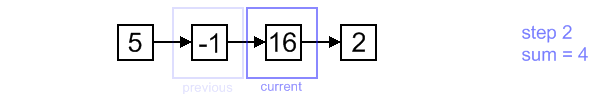 5 -1 16 2
previous
current
step 2
sum = 4